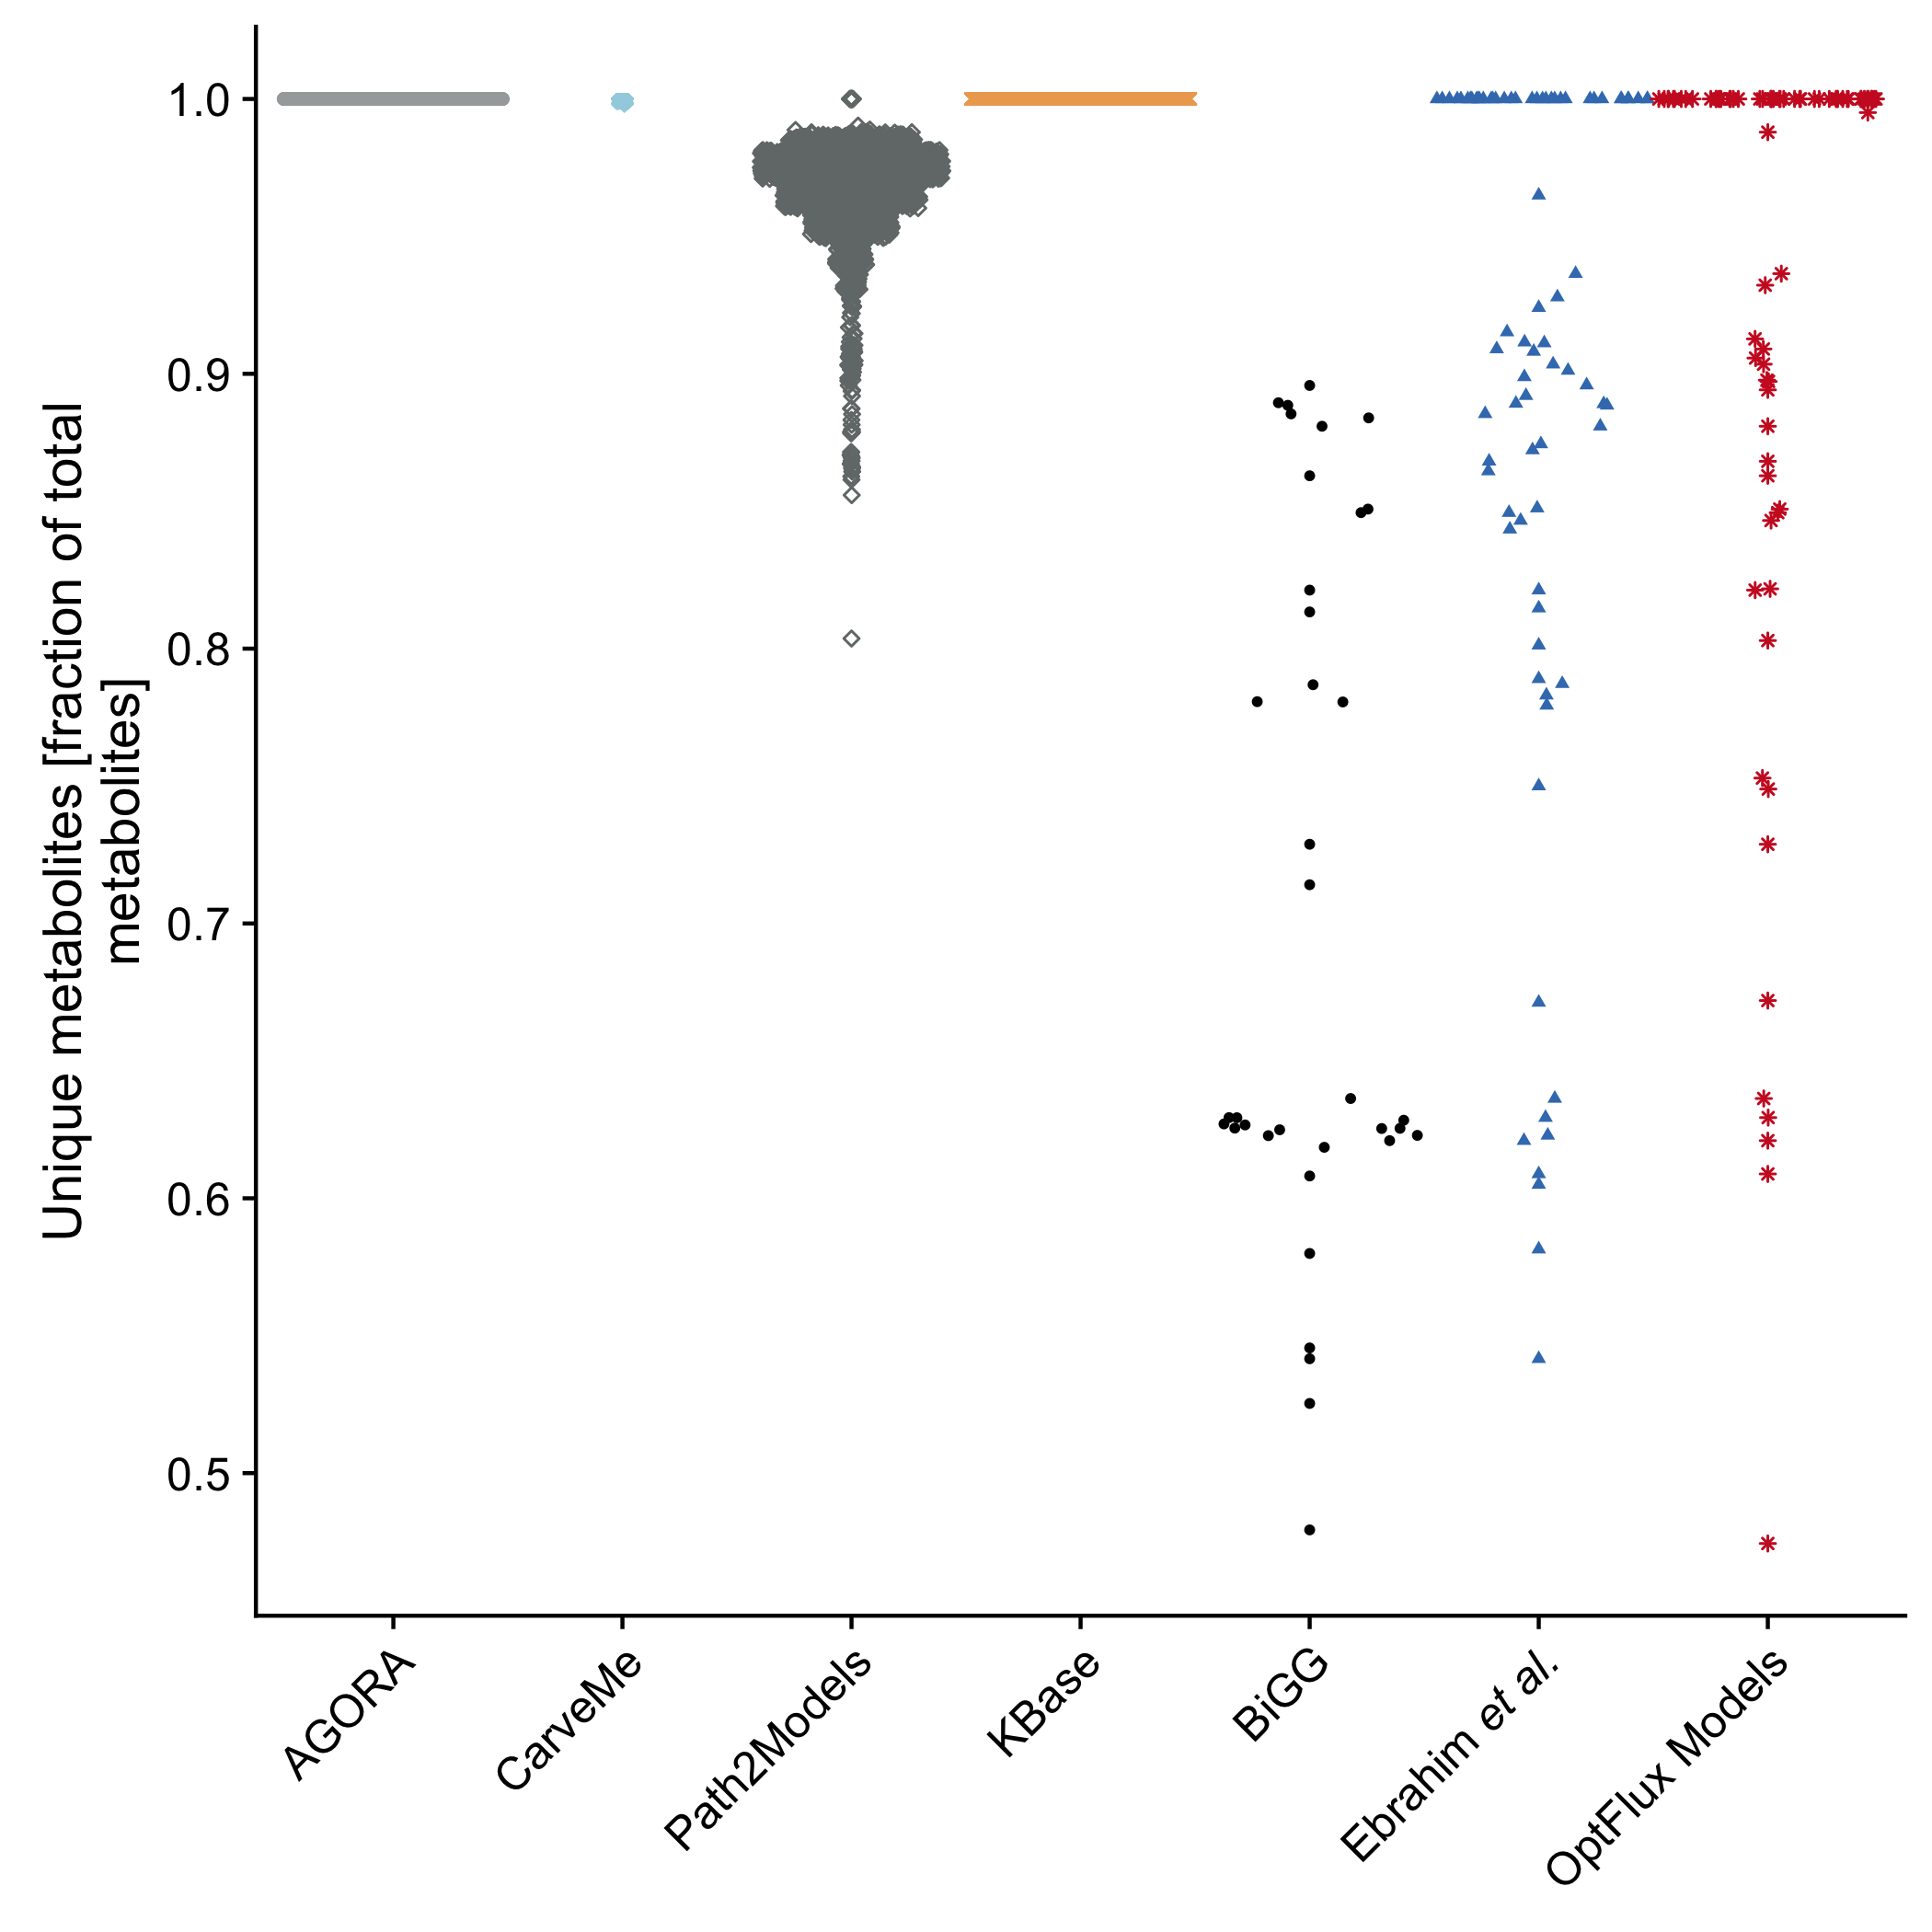 Unique metabolites [fraction of total
metabolites]
1.0
0.9
0.8
0.7
0.6
0.5
AGORA
CarveMe
Path2Models
KBase
BiGG
Ebrahim et al.
OptFlux Models